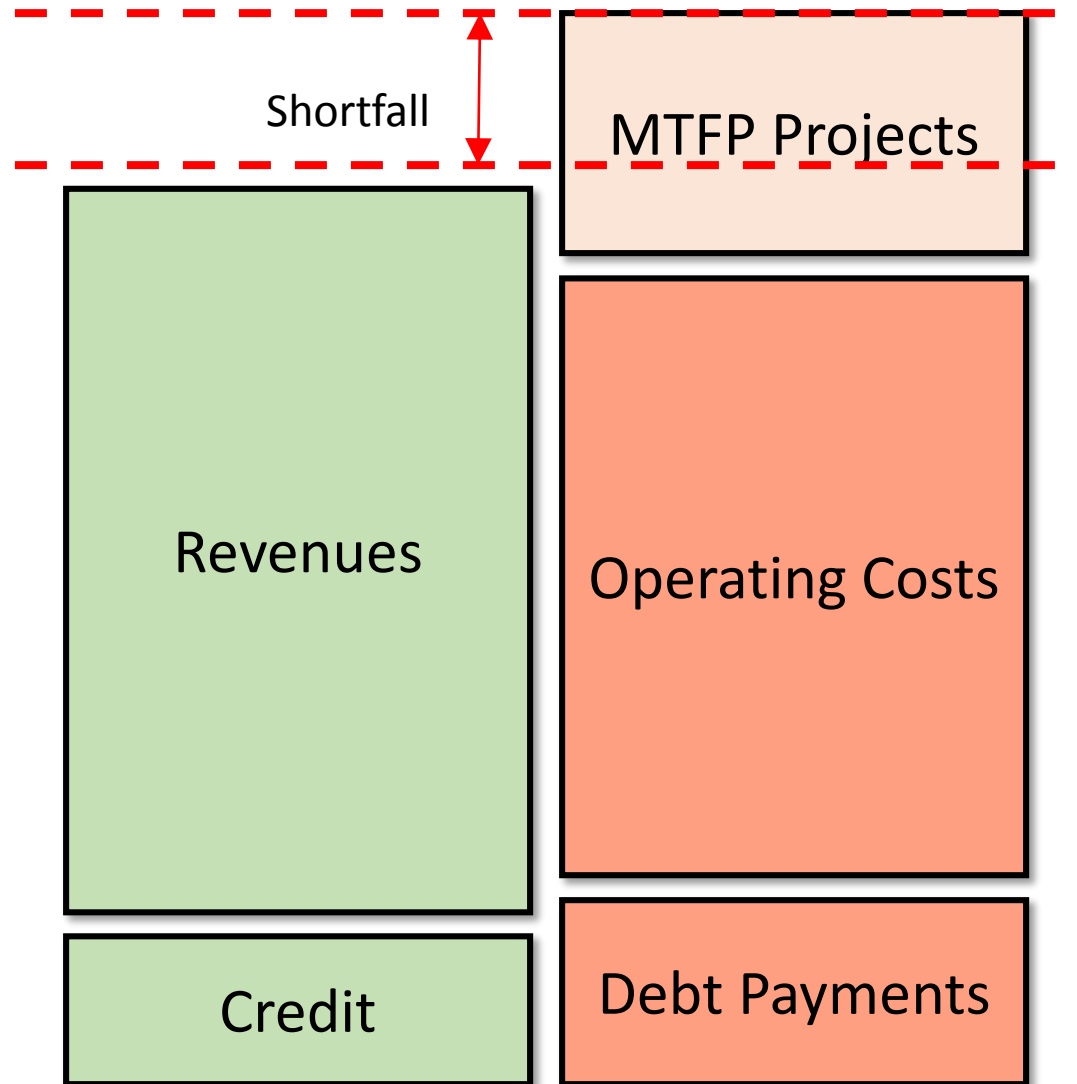 Shortfall
MTFP Projects
Revenues
Operating Costs
Credit
Debt Payments